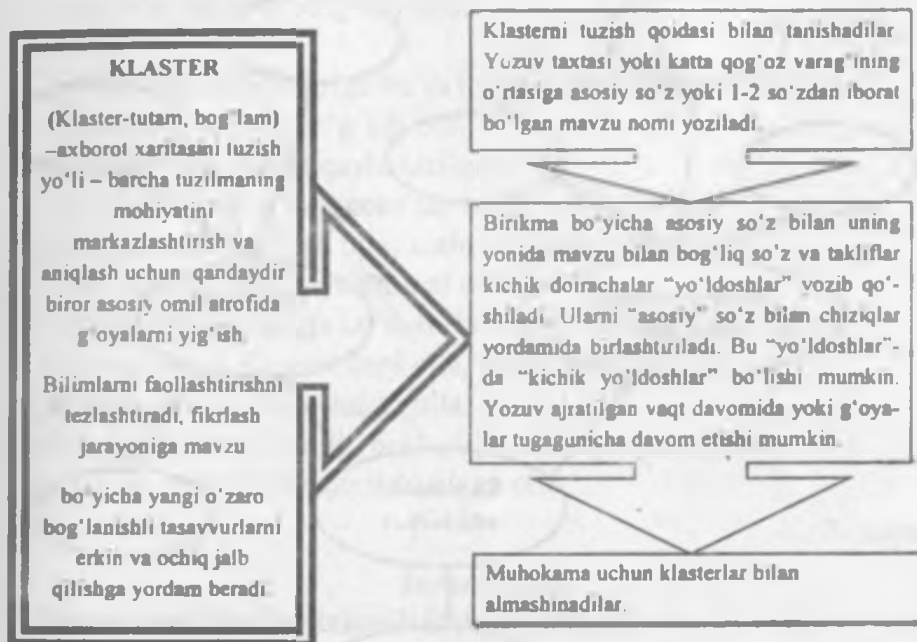 KLASTER
(Klaster-tutam, bog‘lam)
–axborot xaritasini tuzish
yo‘li – barcha tuzilmaning
mohiyatini
markazlashtirish va
aniqlash uchun qandaydir
biror asosiy omil atrofida
g‘oyalarni yig‘ish
Bilimlarni faollashtirishni
tezlashtiradi, fikrlash
jarayoniga mavzu
bo‘yicha yangi o‘zaro
bog‘lanishli tasavvurlarni
erkin va ochiq jalb
qilishga yordam beradi
Klasterni tuzish qoidasi bilan tanishadilar
Yozuv taxtasi yoki katta qog‘oz varag‘ining
o‘rtasiga asosiy so‘z yoki 1-2 so‘zdan iborat
bo‘lgan mavzu nomi yoziladi.
Birikma bo‘yicha asosiy so‘z bilan uning
yonida mavzu bilan bog‘liq so‘z va takliflar
kichik doirachalar “yo‘ldoshlar” yozib qo‘-
shiladi. Ularni “asosiy” so‘z bilan chiziqlar
yordamida birlashtiriladi. Bu “yo‘ldoshlar”-
da “kichik yo‘ldoshlar” bo‘lishi mumkin.
Yozuv ajratilgan vaqt davomida yoki g‘oya-
lar tugagunicha davom etishi mumkin
Muhokama uchun klasterlar bilan
almashinadilar.